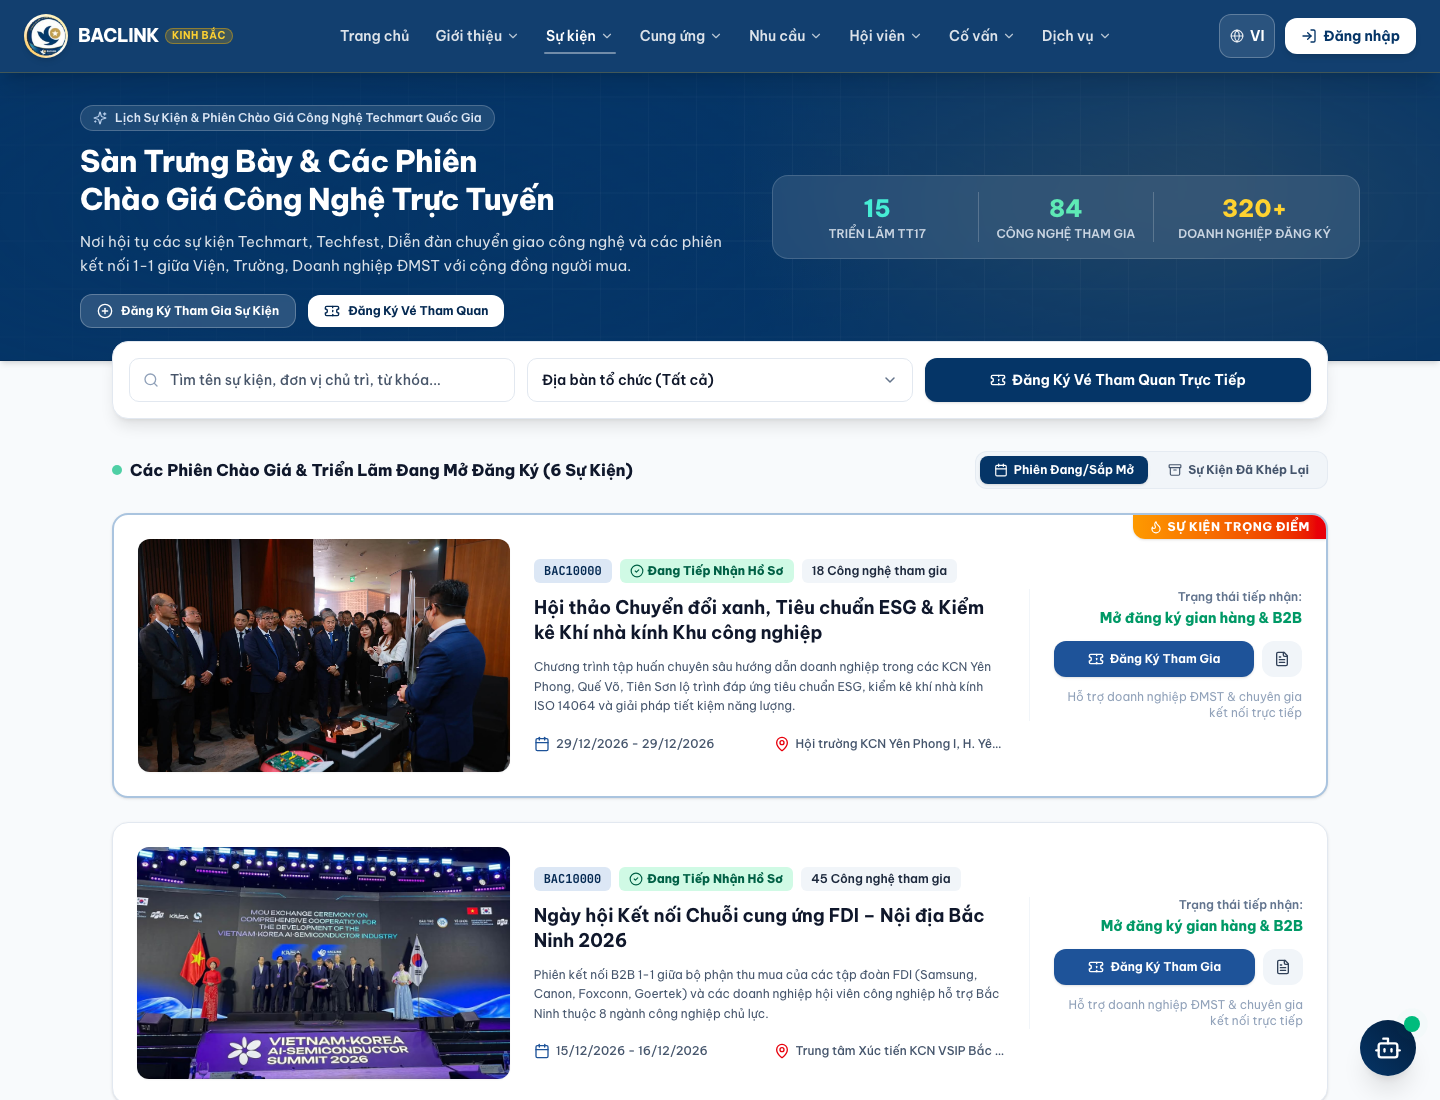 BACLINK KINH BẮC
Trang chủ
Giới thiệu
Sự kiện
Cung ứng
Nhu cầu
Hội viên
Cố vấn
Dịch vụ
VI
Đăng nhập
Lịch Sự Kiện & Phiên Chào Giá Công Nghệ Techmart Quốc Gia
Sàn Trưng Bày & Các Phiên
Chào Giá Công Nghệ Trực Tuyến
Nơi hội tụ các sự kiện Techmart, Techfest, Diễn đàn chuyển giao công nghệ và các phiên
kết nối 1-1 giữa Viện, Trường, Doanh nghiệp ĐMST với cộng đồng người mua.
Đăng Ký Tham Gia Sự Kiện
Đăng Ký Vé Tham Quan
15
TRIỂN LÃM TT17
84
CÔNG NGHỆ THAM GIA
320+
DOANH NGHIỆP ĐĂNG KÝ
Tìm tên sự kiện, đơn vị chủ trì, từ khóa...
Địa bàn tổ chức (Tất cả)
Đăng Ký Vé Tham Quan Trực Tiếp
Các Phiên Chào Giá & Triển Lãm Đang Mở Đăng Ký (6 Sự Kiện)
Phiên Đang/Sắp Mở
Sự Kiện Đã Khép Lại
SỰ KIỆN TRỌNG ĐIỂM
BAC10000
Đang Tiếp Nhận Hồ Sơ
18 Công nghệ tham gia
Hội thảo Chuyển đổi xanh, Tiêu chuẩn ESG & Kiểm
kê Khí nhà kính Khu công nghiệp
Chương trình tập huấn chuyên sâu hướng dẫn doanh nghiệp trong các KCN Yên
Phong, Quế Võ, Tiên Sơn lộ trình đáp ứng tiêu chuẩn ESG, kiểm kê khí nhà kính
ISO 14064 và giải pháp tiết kiệm năng lượng.
29/12/2026 - 29/12/2026
Hội trường KCN Yên Phong I, H. Yê...
Trạng thái tiếp nhận:
Mở đăng ký gian hàng & B2B
Đăng Ký Tham Gia
Hỗ trợ doanh nghiệp ĐMST & chuyên gia
kết nối trực tiếp
MOU EXCHANGE CEREMONY ON
COMPREHENSIVE COOPERATION FOR
THE DEVELOPMENT OF THE
VIETNAM-KOREA AI-SEMICONDUCTOR INDUSTRY
VIETNAM-KOREA
AI-SEMICONDUCTOR
SUMMIT 2026
BAC10000
Đang Tiếp Nhận Hồ Sơ
45 Công nghệ tham gia
Ngày hội Kết nối Chuỗi cung ứng FDI – Nội địa Bắc
Ninh 2026
Phiên kết nối B2B 1-1 giữa bộ phận thu mua của các tập đoàn FDI (Samsung,
Canon, Foxconn, Goertek) và các doanh nghiệp hội viên công nghiệp hỗ trợ Bắc
Ninh thuộc 8 ngành công nghiệp chủ lực.
15/12/2026 - 16/12/2026
Trung tâm Xúc tiến KCN VSIP Bắc ...
Trạng thái tiếp nhận:
Mở đăng ký gian hàng & B2B
Đăng Ký Tham Gia
Hỗ trợ doanh nghiệp ĐMST & chuyên gia
kết nối trực tiếp